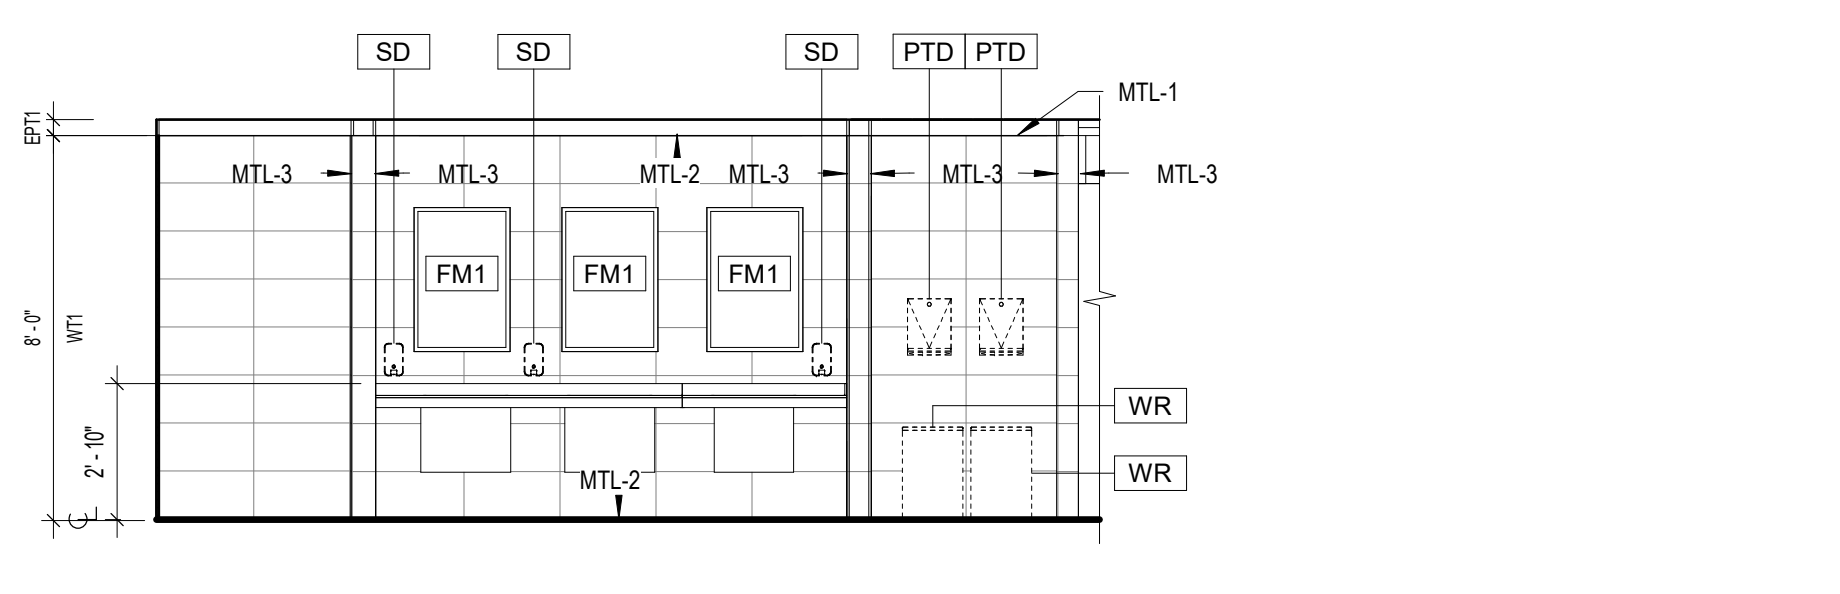 SD
SD
SD
PTD
PTD
MTL-1
EPT1
MTL-3
MTL-3
MTL-2
MTL-3
MTL-3
MTL-3
FM1
FM1
FM1
8' - 0"
WT1
WR
2' - 10"
WR
MTL-2
CL